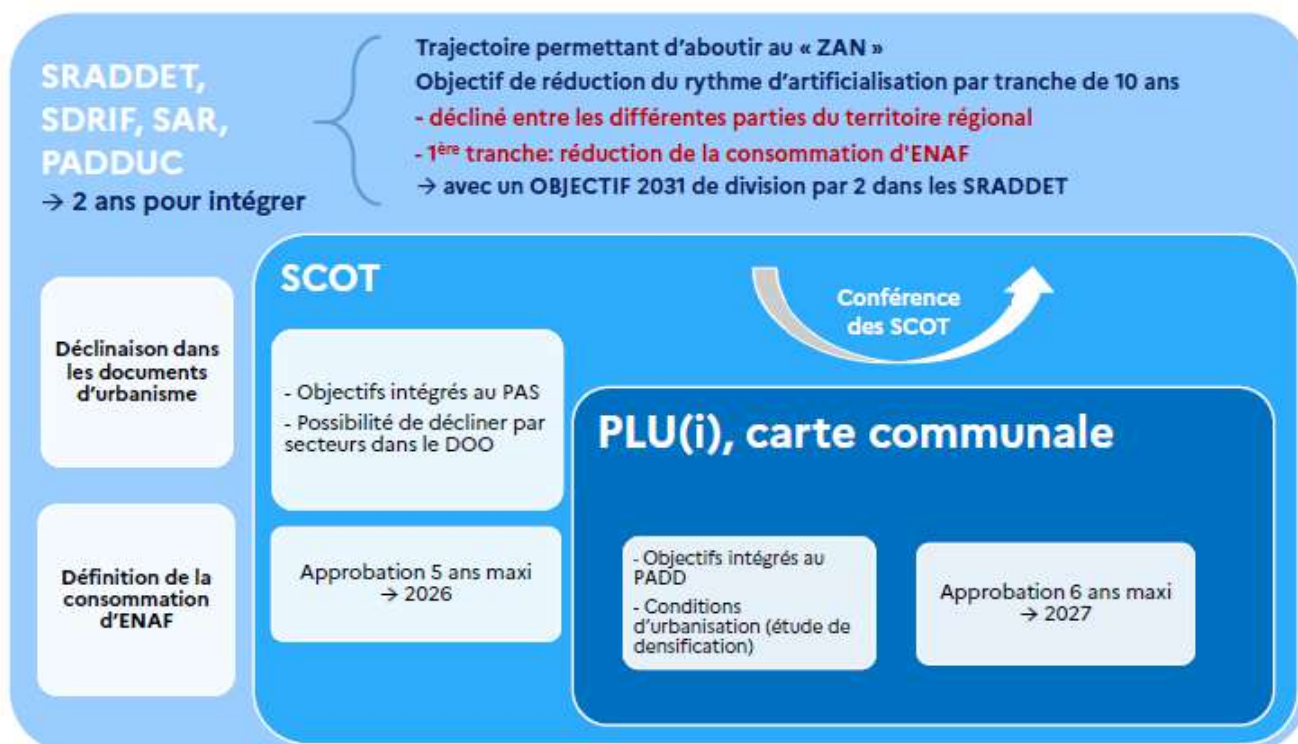 SRADDET,
SDRIF, SAR,
PADDUC
→ 2 ans pour intégrer
Trajectoire permettant d'aboutir au « ZAN »
Objectif de réduction du rythme d'artificialisation par tranche de 10 ans
- décliné entre les différentes parties du territoire régional
- 1ère tranche: réduction de la consommation d'ENAF
→ avec un OBJECTIF 2031 de division par 2 dans les SRADDET
SCOT
Conférence
des SCOT
Déclinaison dans
les documents
d'urbanisme
- Objectifs intégrés au PAS
- Possibilité de décliner par
secteurs dans le DOO
PLU(i), carte communale
Définition de la
consommation
d'ENAF
Approbation 5 ans maxi
→ 2026
- Objectifs intégrés au
PADD
- Conditions
d'urbanisation (étude de
densification)
Approbation 6 ans maxi
→ 2027